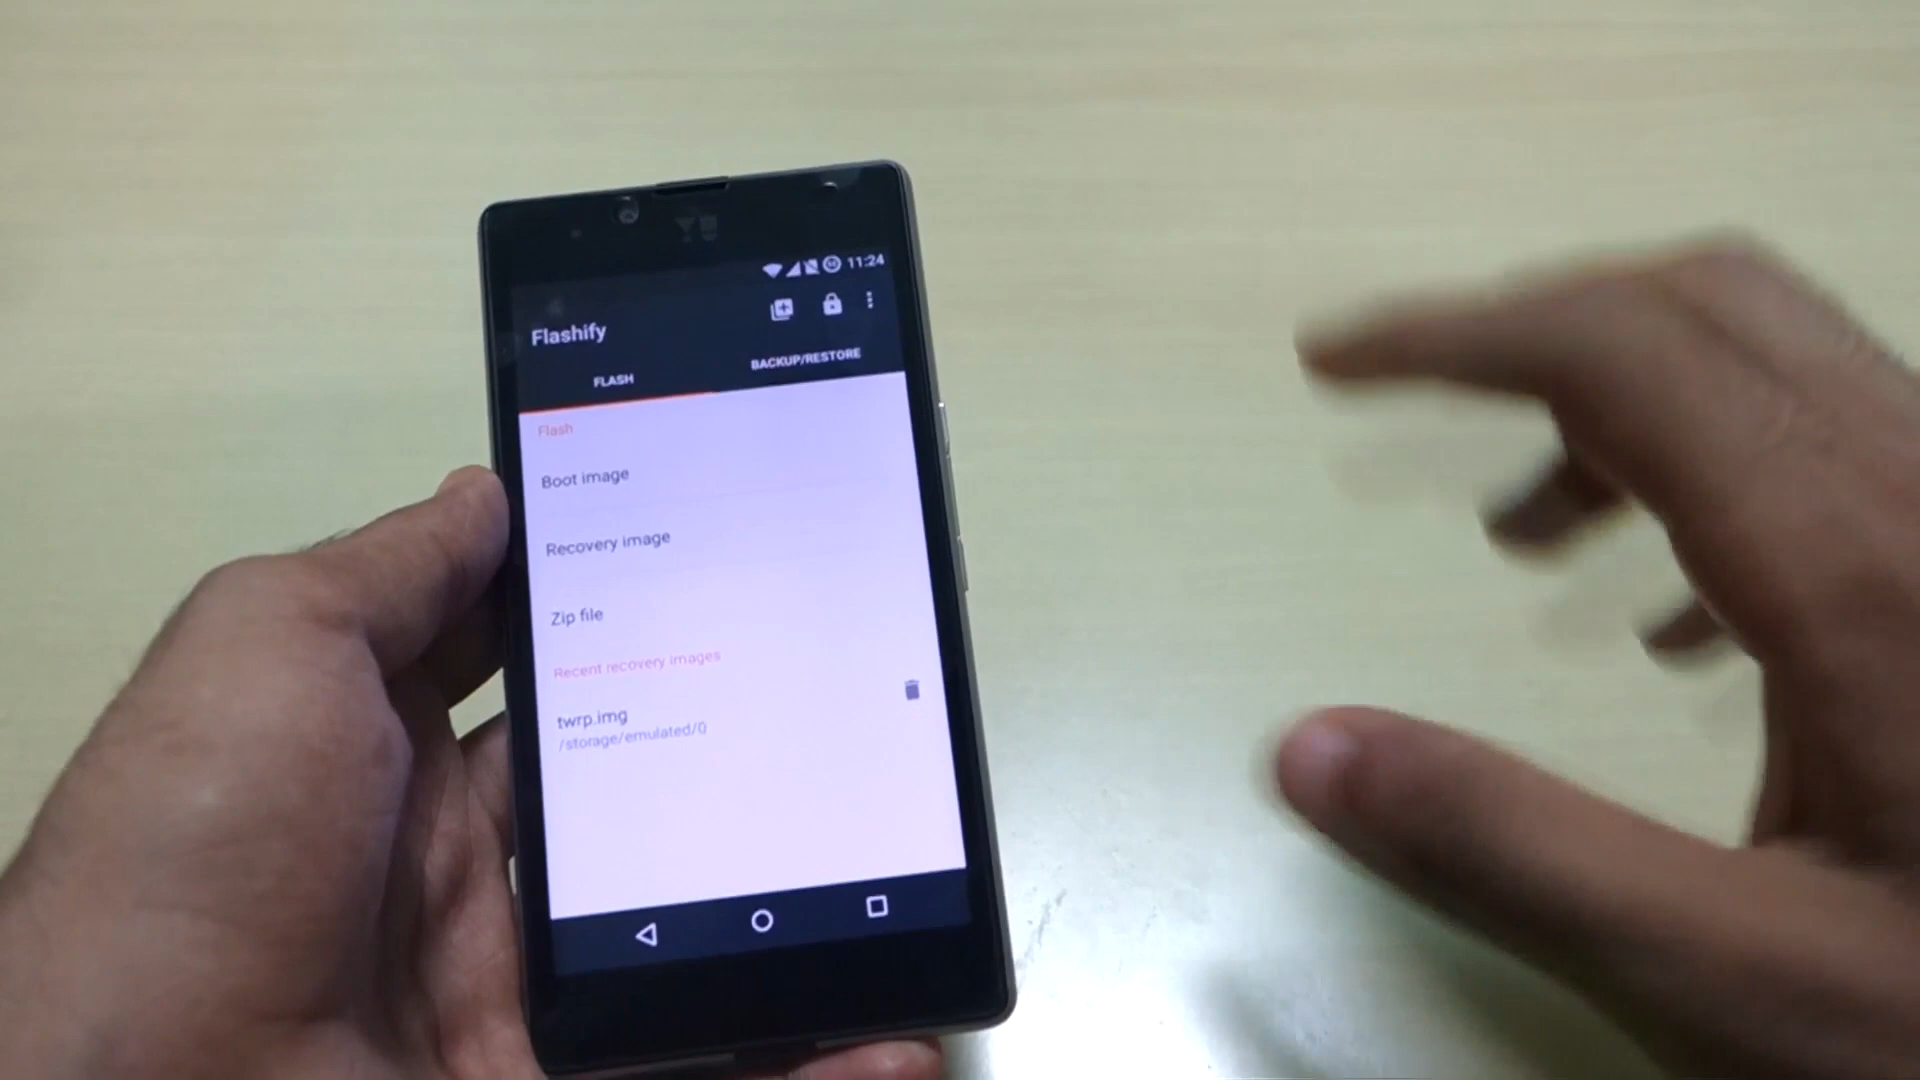 YU
11:24
Flashify
FLASH
BACKUP/RESTORE
Flash
Boot image
Recovery image
Zip file
Recent recovery images
twrp.img
/storage/emulated/0